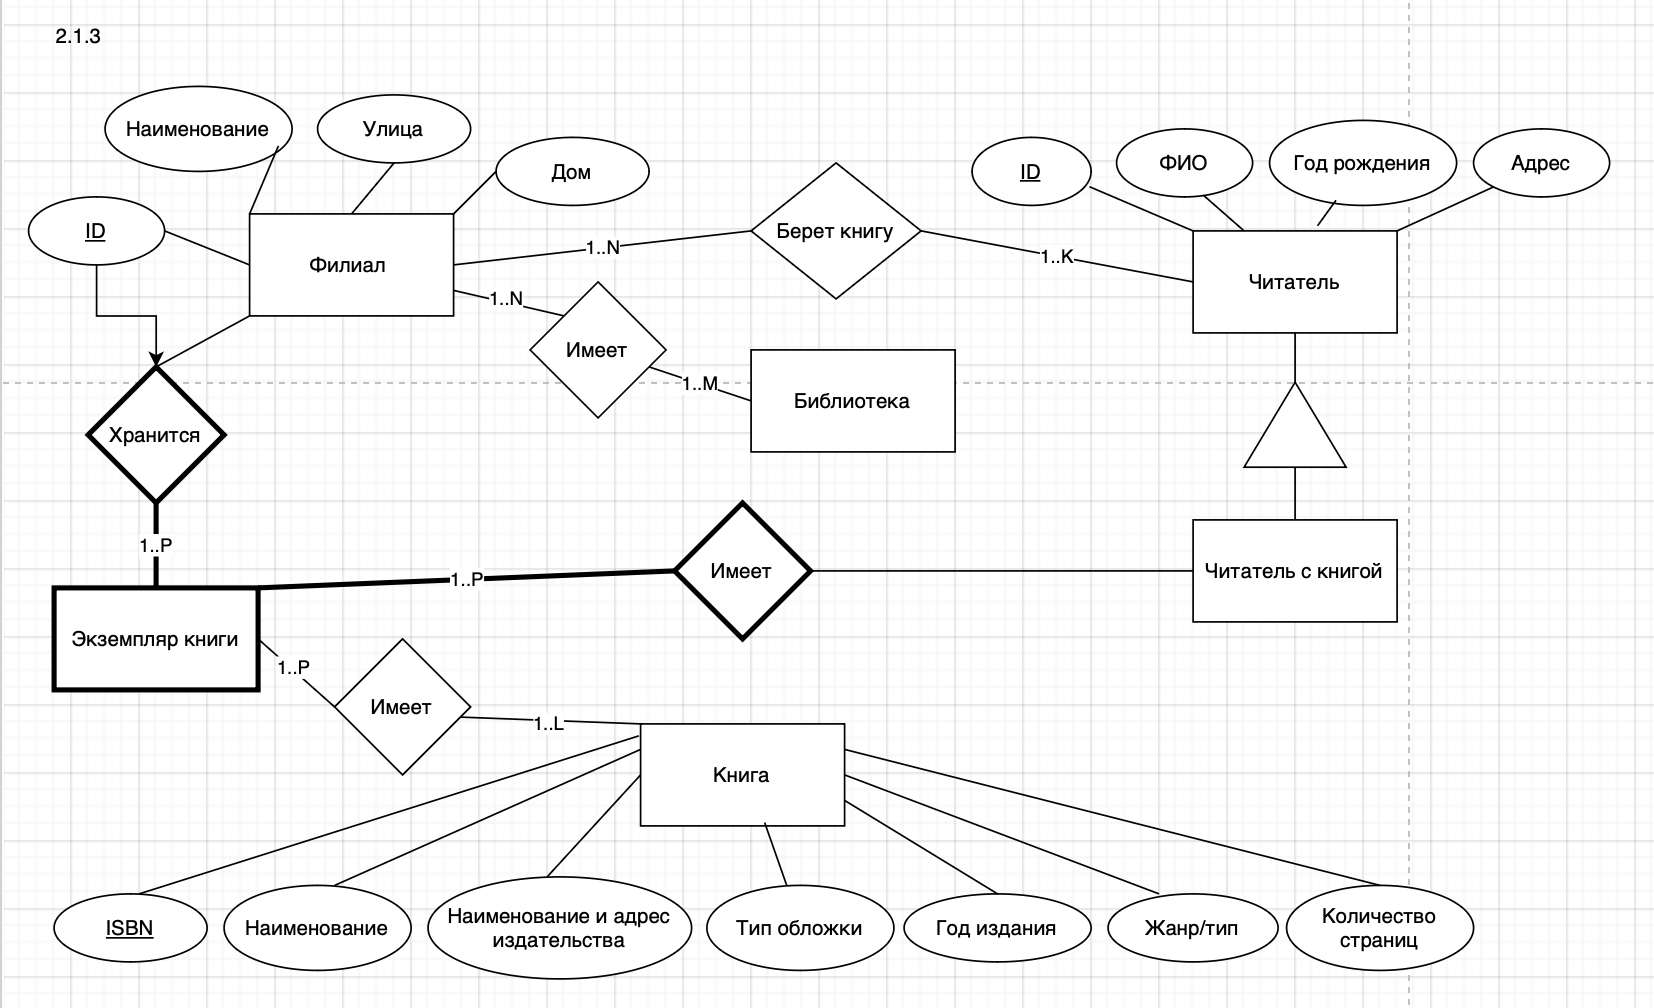 2.1.3
Наименование
Улица
Дом
ID
ФИО
Год рождения
Адрес
ID
Филиал
1..N
Берет книгу
1..K
Читатель
1..N
Имеет
1..M
Библиотека
Хранится
1..P
1..P
Имеет
Читатель с книгой
Экземпляр книги
1..P
Имеет
1..L
Книга
ISBN
Наименование
Наименование и адрес
издательства
Тип обложки
Год издания
Жанр/тип
Количество
страниц